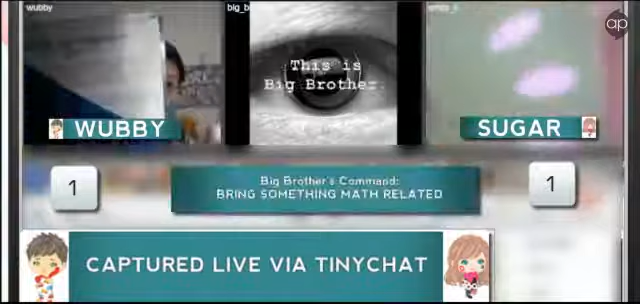 wubby
big_b
ap
This is
Big Brother.
WUBBY
SUGAR
1
Big Brother's Command:
BRING SOMETHING MATH RELATED
1
CAPTURED LIVE VIA TINYCHAT